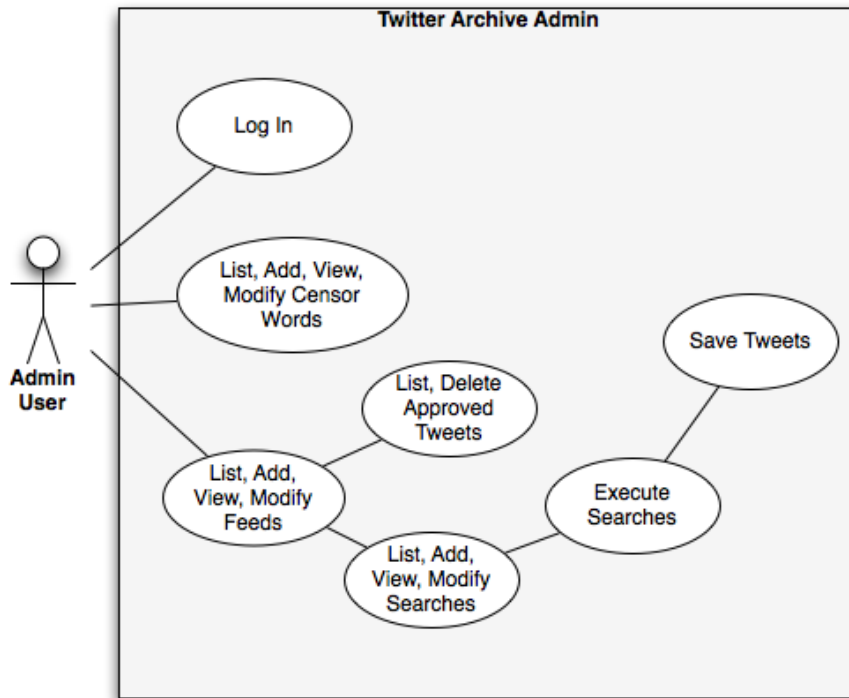 Twitter Archive Admin
Log In
List, Add, View,
Modify Censor
Words
Admin
User
Save Tweets
List, Delete
Approved
Tweets
List, Add,
View, Modify
Feeds
Execute
Searches
List, Add,
View, Modify
Searches